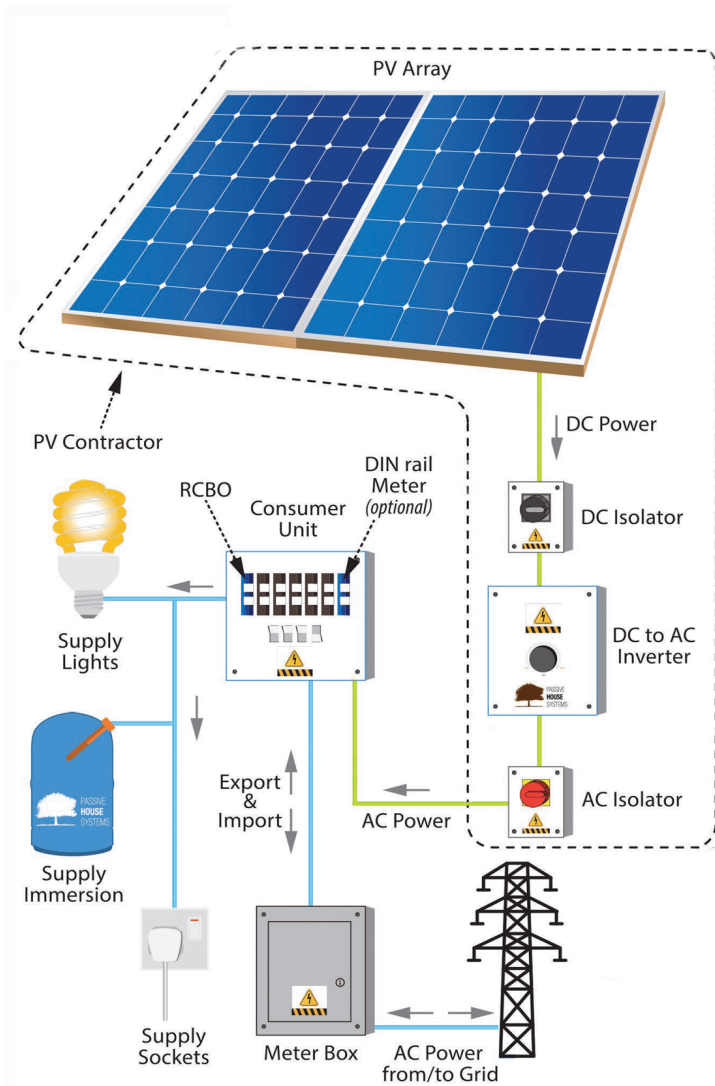 PV Array
PV Contractor
DC Power
DC Isolator
DC to AC
Inverter
PASSIVE
HOUSE
SYSTEMS
AC Isolator
AC Power
RCBO
Consumer
Unit
DIN rail
Meter
(optional)
Supply
Lights
PASSIVE
HOUSE
SYSTEMS
Supply
Immersion
Export
&
Import
Supply
Sockets
Meter Box
AC Power
from/to Grid